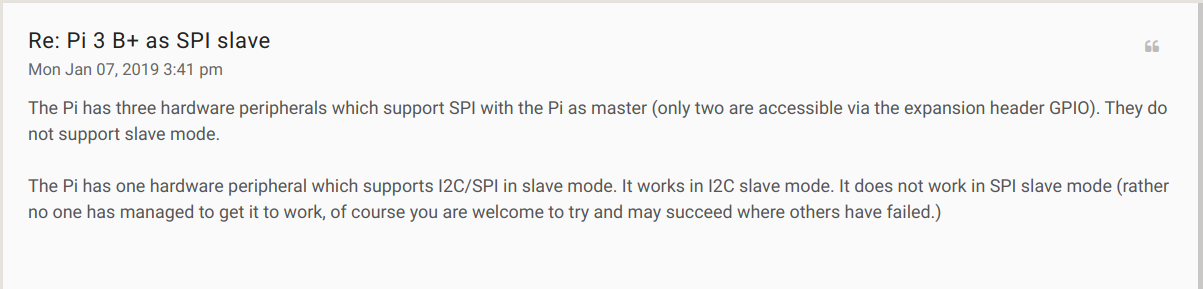 Re: Pi 3 B+ as SPI slave
Mon Jan 07, 2019 3:41 pm
The Pi has three hardware peripherals which support SPI with the Pi as master (only two are accessible via the expansion header GPIO). They do
not support slave mode.
The Pi has one hardware peripheral which supports I2C/SPI in slave mode. It works in I2C slave mode. It does not work in SPI slave mode (rather
no one has managed to get it to work, of course you are welcome to try and may succeed where others have failed.)